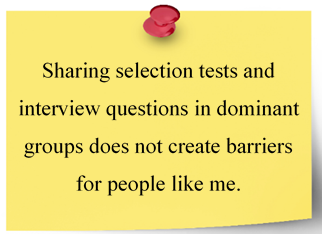 Sharing selection tests and
interview questions in dominant
groups does not create barriers
for people like me.